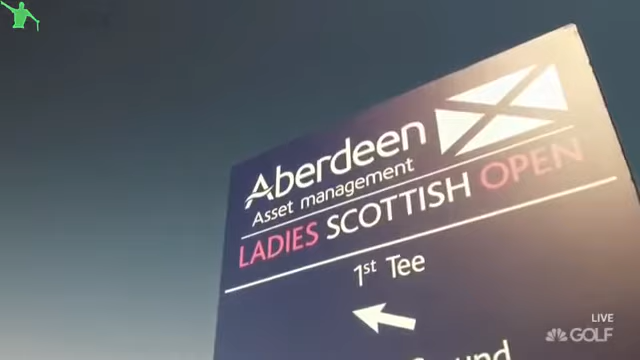 Aberdeen
Asset management
LADIES SCOTTISH OPEN
1st Tee
LIVE
GOLF